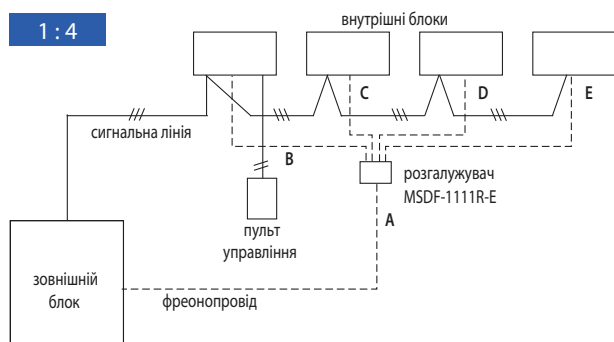 1 : 4
внутрішні блоки
C
D
E
сигнальна лінія
B
розгалужувач
MSDF-1111R-E
A
пульт
управління
зовнішній
блок
фреонопровід